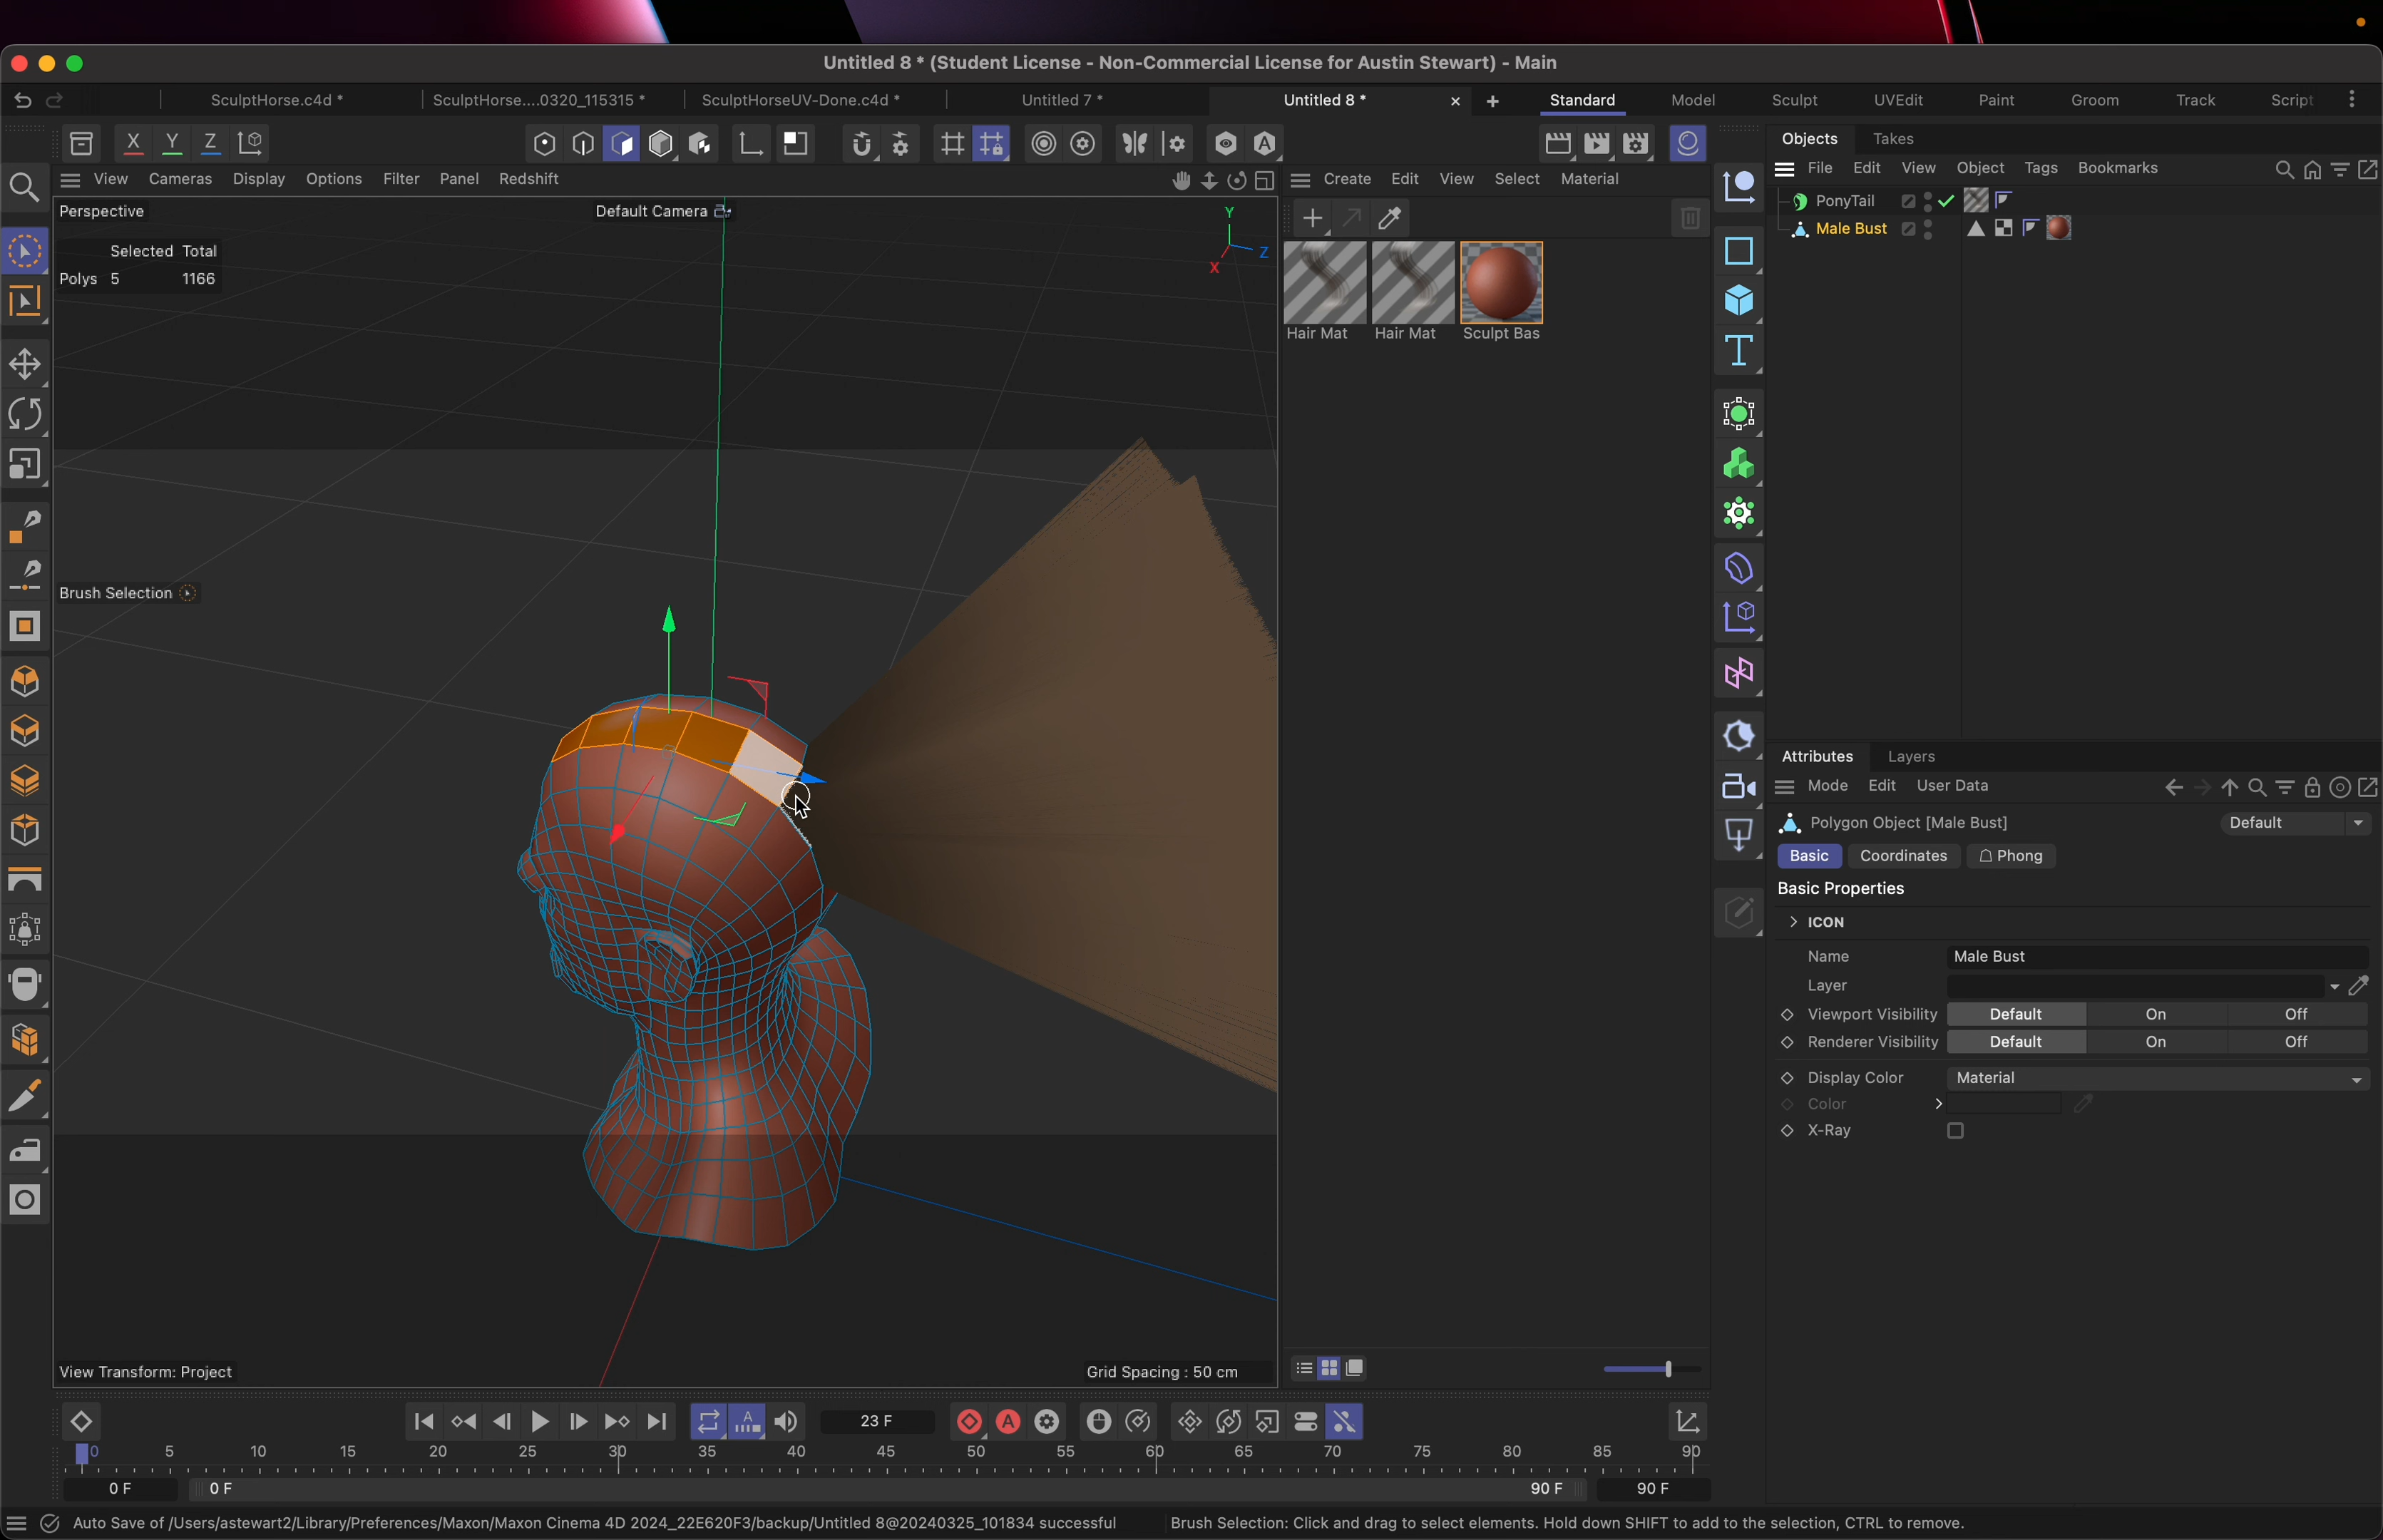 Untitled 8 * (Student License - Non-Commercial License for Austin Stewart) - Main
SculptHorse.c4d * SculptHorse....0320_115315 * SculptHorseUV-Done.c4d * Untitled 7 * Untitled 8 * Standard Model Sculpt UVEdit Paint Groom Track Script
X Y Z
Objects Takes
File Edit View Object Tags Bookmarks
View Cameras Display Options Filter Panel Redshift
Create Edit View Select Material
Perspective Default Camera
Y
Z
X
Selected Total
Polys 5 1166
Hair Mat Hair Mat Sculpt Bas
PonyTail
Male Bust
Brush Selection
Attributes Layers
Mode Edit User Data
Polygon Object [Male Bust] Default
Basic Coordinates Phong
Basic Properties
ICON
Name Male Bust
Layer
Viewport Visibility Default On Off
Renderer Visibility Default On Off
Display Color Material
Color
X-Ray
View Transform: Project Grid Spacing : 50 cm
23 F
0 5 10 15 20 25 30 35 40 45 50 55 60 65 70 75 80 85 90
0 F 0 F 90 F 90 F
Auto Save of /Users/astewart2/Library/Preferences/Maxon/Maxon Cinema 4D 2024_22E620F3/backup/Untitled 8@20240325_101834 successful Brush Selection: Click and drag to select elements. Hold down SHIFT to add to the selection, CTRL to remove.